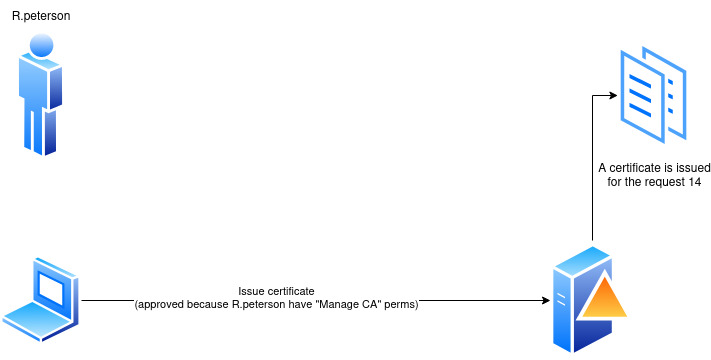 R.peterson
A certificate is issued
for the request 14
Issue certificate
(approved because R.peterson have "Manage CA" perms)